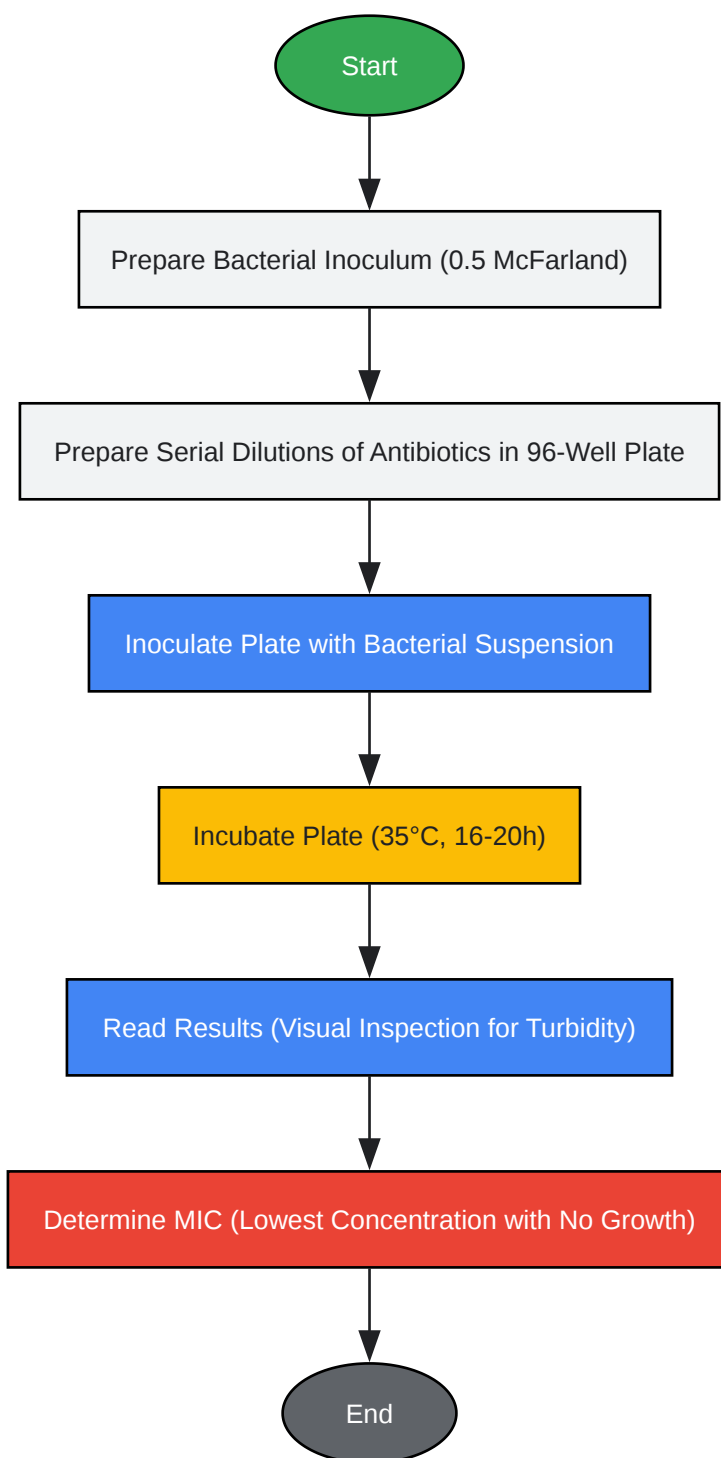 Start
Prepare Bacterial Inoculum (0.5 McFarland)
Prepare Serial Dilutions of Antibiotics in 96-Well Plate
Inoculate Plate with Bacterial Suspension
Incubate Plate (35°C, 16-20h)
Read Results (Visual Inspection for Turbidity)
Determine MIC (Lowest Concentration with No Growth)
End